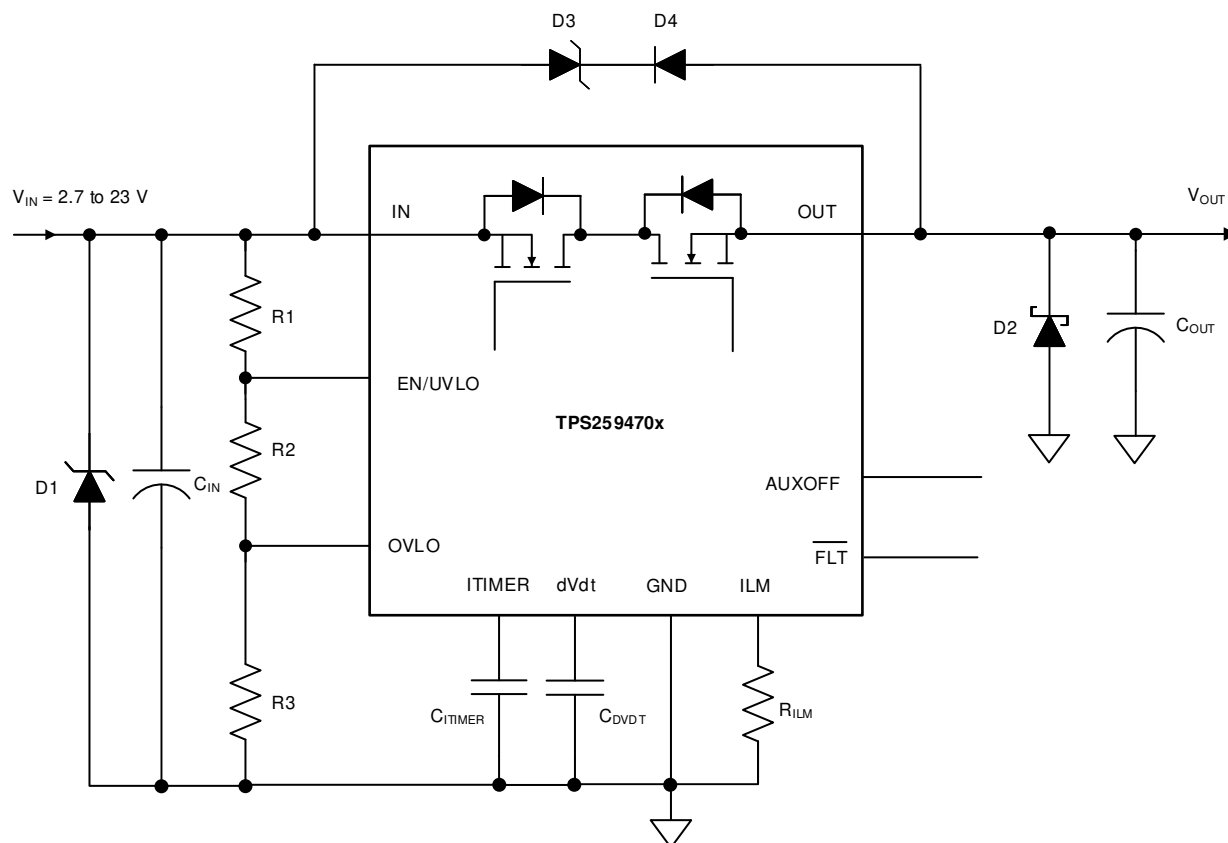 D3 D4
V_IN = 2.7 to 23 V
IN
OUT
V_OUT
R1
D2
C_OUT
EN/UVLO
TPS259470x
R2
D1
C_IN
AUXOFF
OVLO
FLT
ITIMER dVdt GND ILM
R3
C_ITIMER
C_DVDT
R_ILM